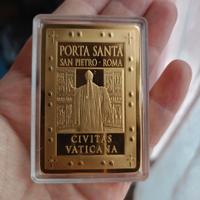 PORTA SANTA
SAN PIETRO - ROMA
CIVITAS
VATICANA